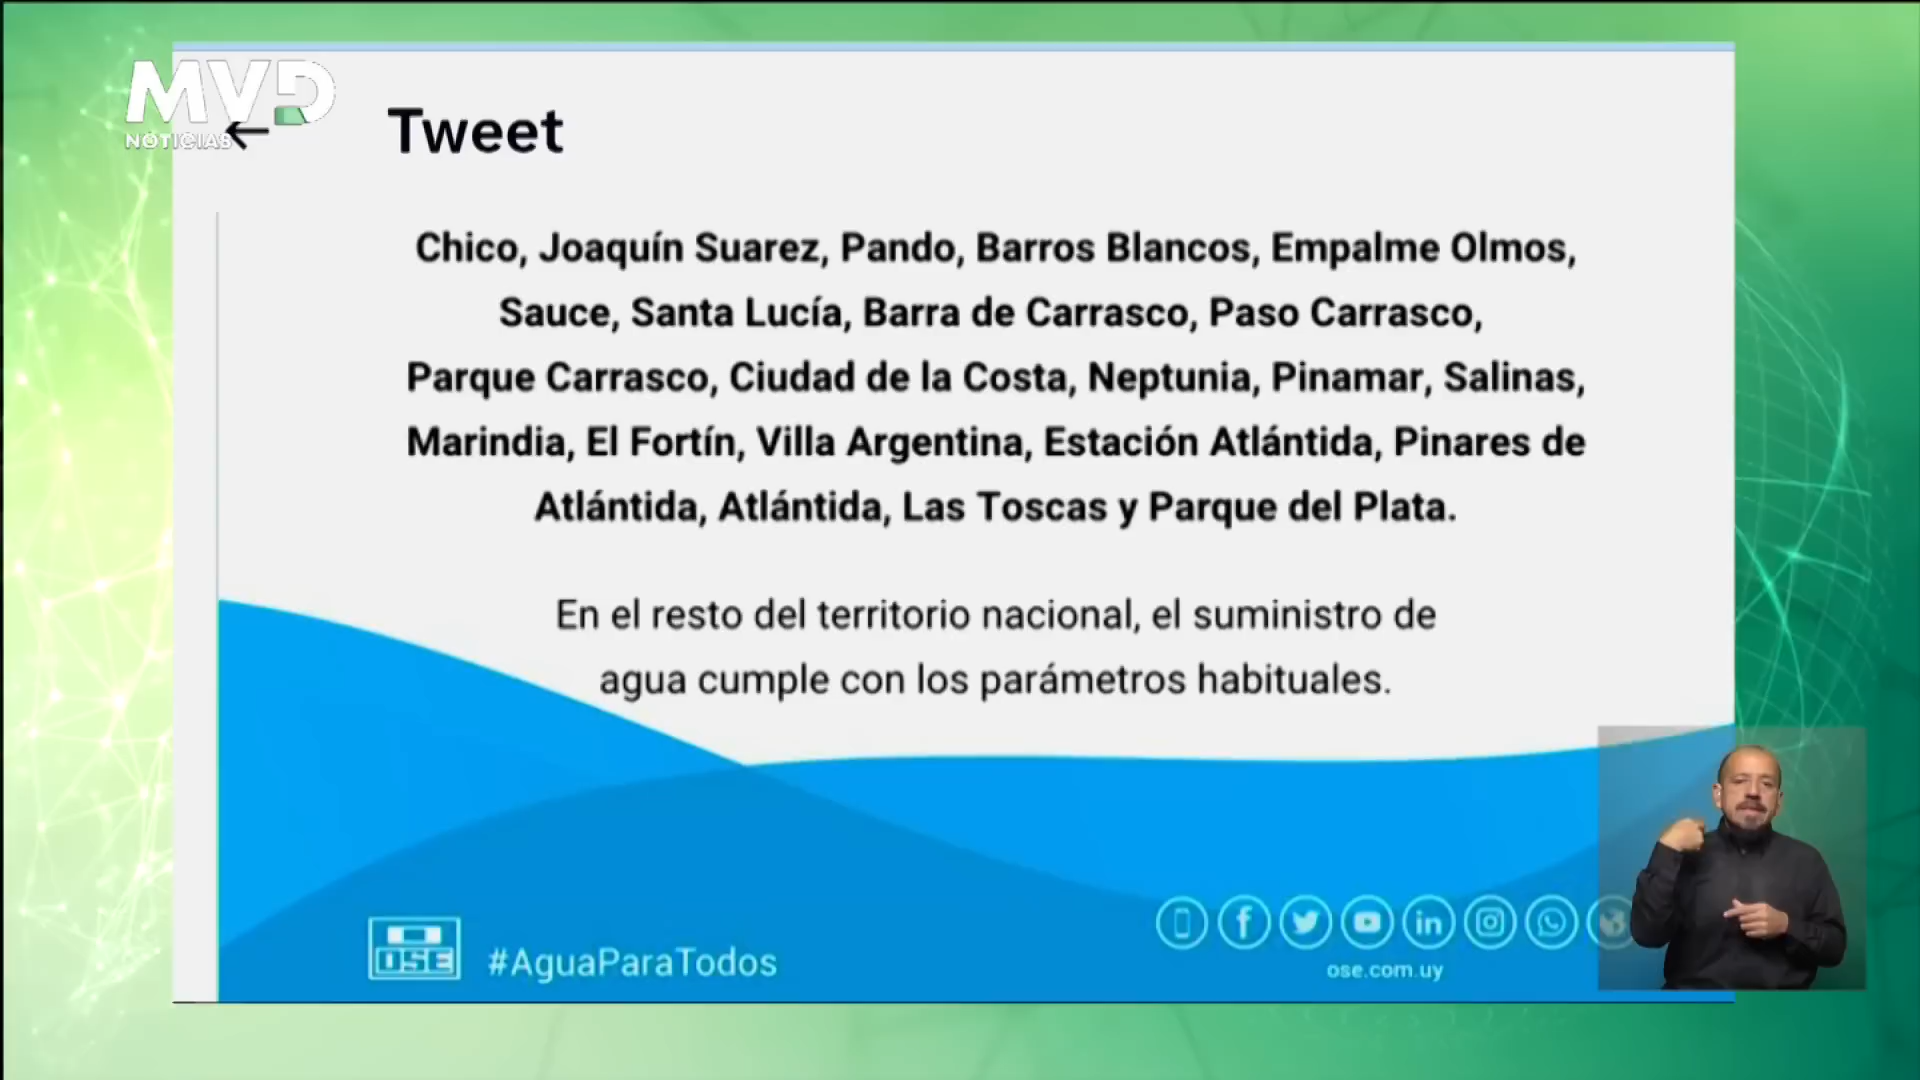 MVD
NOTICIAS
Tweet
Chico, Joaquín Suarez, Pando, Barros Blancos, Empalme Olmos,
Sauce, Santa Lucía, Barra de Carrasco, Paso Carrasco,
Parque Carrasco, Ciudad de la Costa, Neptunia, Pinamar, Salinas,
Marindia, El Fortín, Villa Argentina, Estación Atlántida, Pinares de
Atlántida, Atlántida, Las Toscas y Parque del Plata.
En el resto del territorio nacional, el suministro de
agua cumple con los parámetros habituales.
OSE
#AguaParaTodos
ose.com.uy